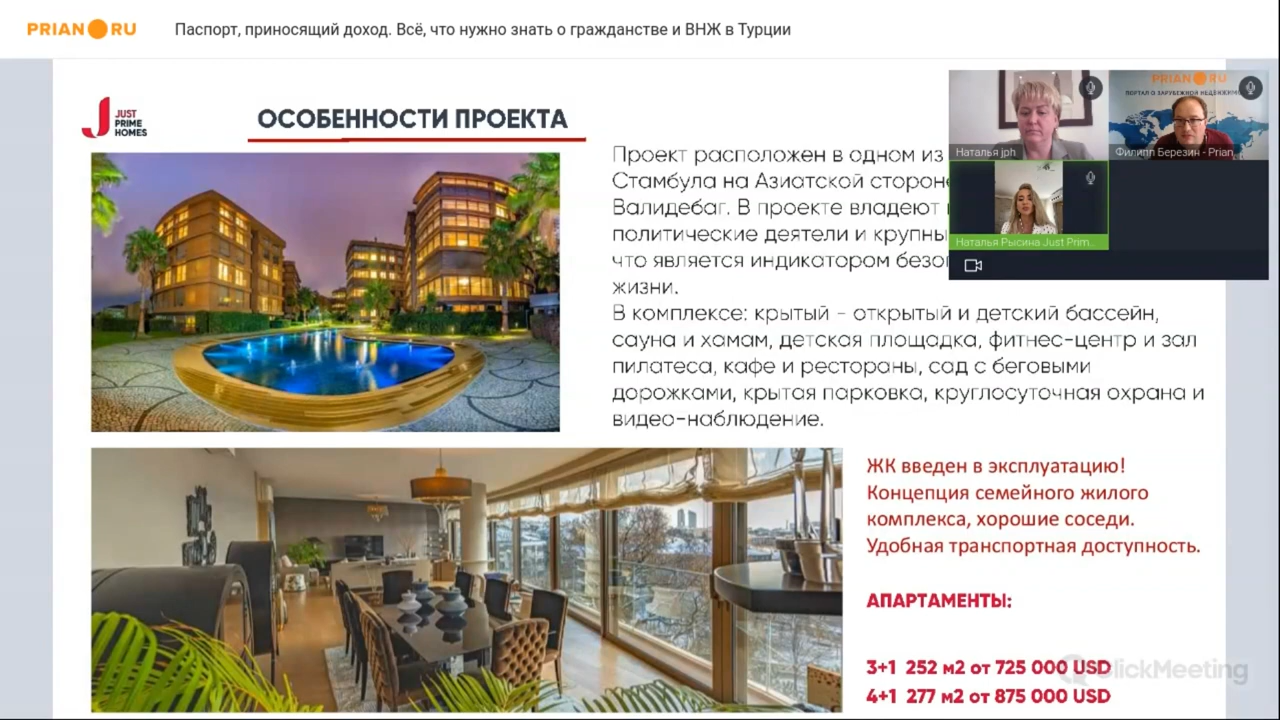 PRIAN RU
Паспорт, приносящий доход. Всё, что нужно знать о гражданстве и ВНЖ в Турции
JUST
PRIME
HOMES
ОСОБЕННОСТИ ПРОЕКТА
Проект расположен в одном из
Стамбула на Азиатской стороне
Валидебаг. В проекте владеют
политические деятели и крупны
что является индикатором безо
жизни.
В комплексе: крытый - открытый и детский бассейн,
сауна и хамам, детская площадка, фитнес-центр и зал
пилатеса, кафе и рестораны, сад с беговыми
дорожками, крытая парковка, круглосуточная охрана и
видео-наблюдение.
PRIAN RU
ПОРТАЛ О ЗАРУБЕЖНОЙ НЕДВИЖИМО
Наталья jph
Филипп Березин - Prian,
Наталья Рысина Just Prim...
ЖК введен в эксплуатацию!
Концепция семейного жилого
комплекса, хорошие соседи.
Удобная транспортная доступность.
АПАРТАМЕНТЫ:
3+1 252 м2 от 725 000 USD
4+1 277 м2 от 875 000 USD
ClickMeeting